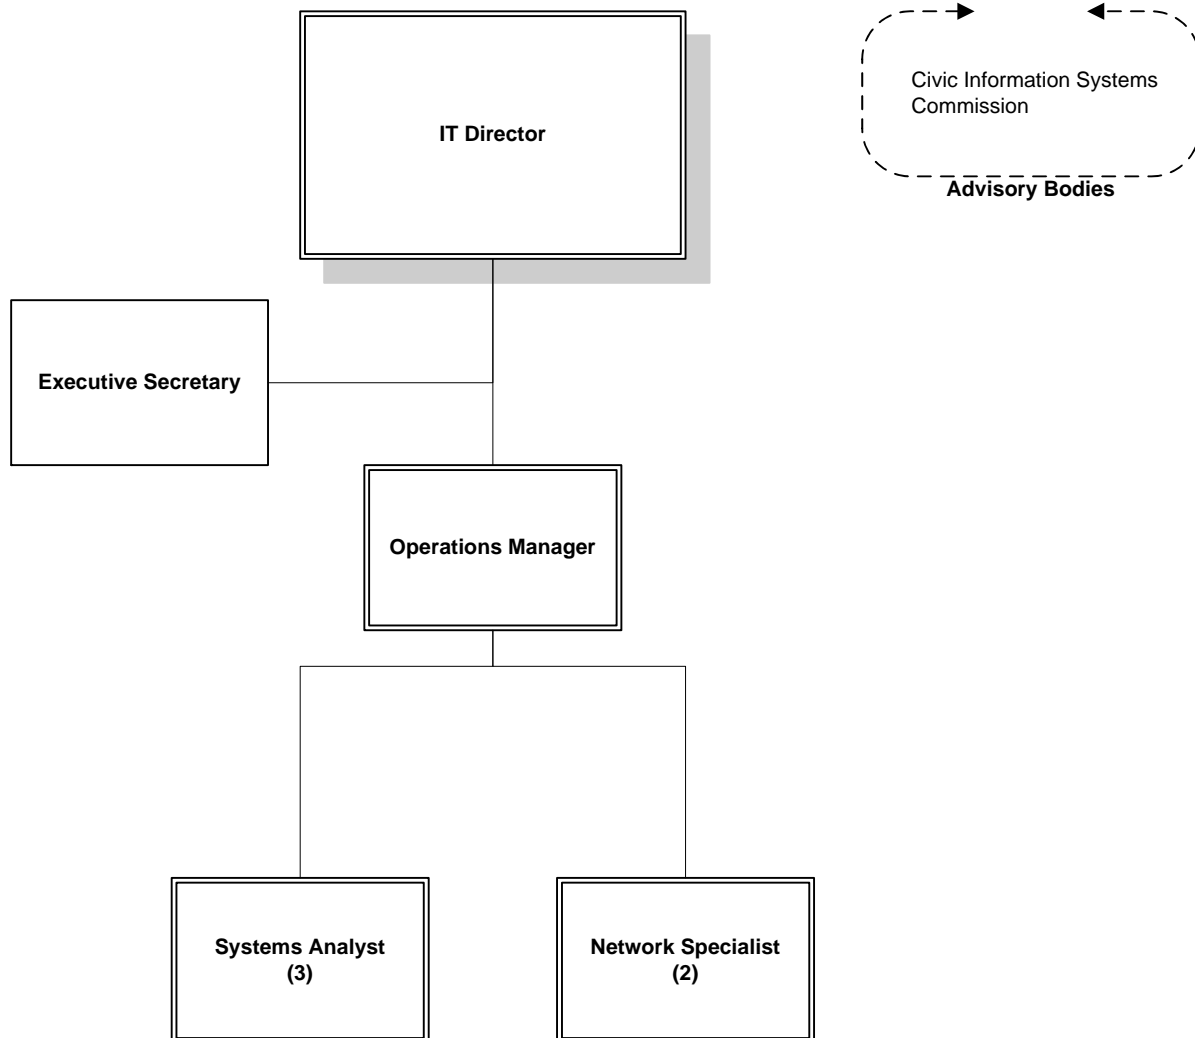 IT Director
Civic Information Systems
Commission
Advisory Bodies
Executive Secretary
Operations Manager
Systems Analyst
(3)
Network Specialist
(2)